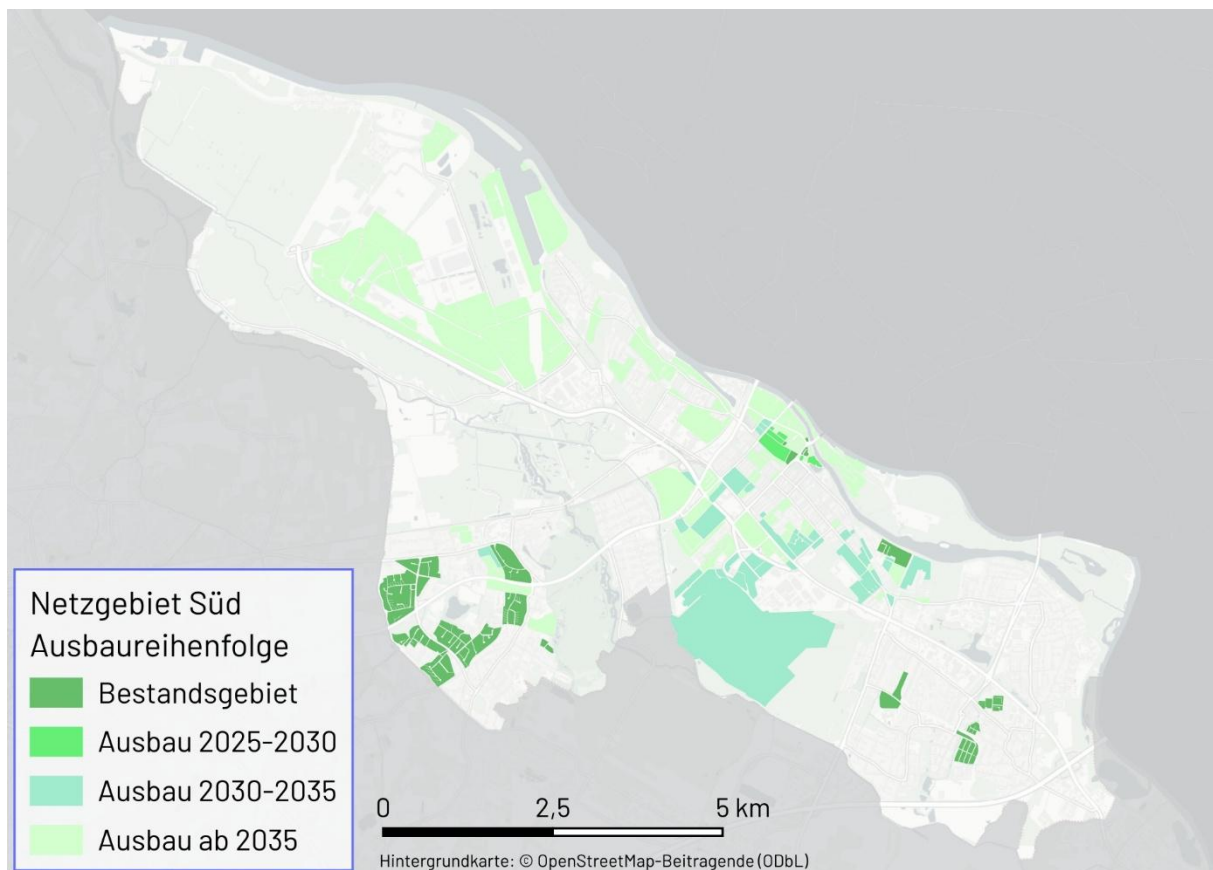 Netzgebiet Süd
Ausbaureihenfolge
Bestandsgebiet
Ausbau 2025-2030
Ausbau 2030-2035
Ausbau ab 2035
0 2,5 5 km
Hintergrundkarte: © OpenStreetMap-Beitragende (ODbL)